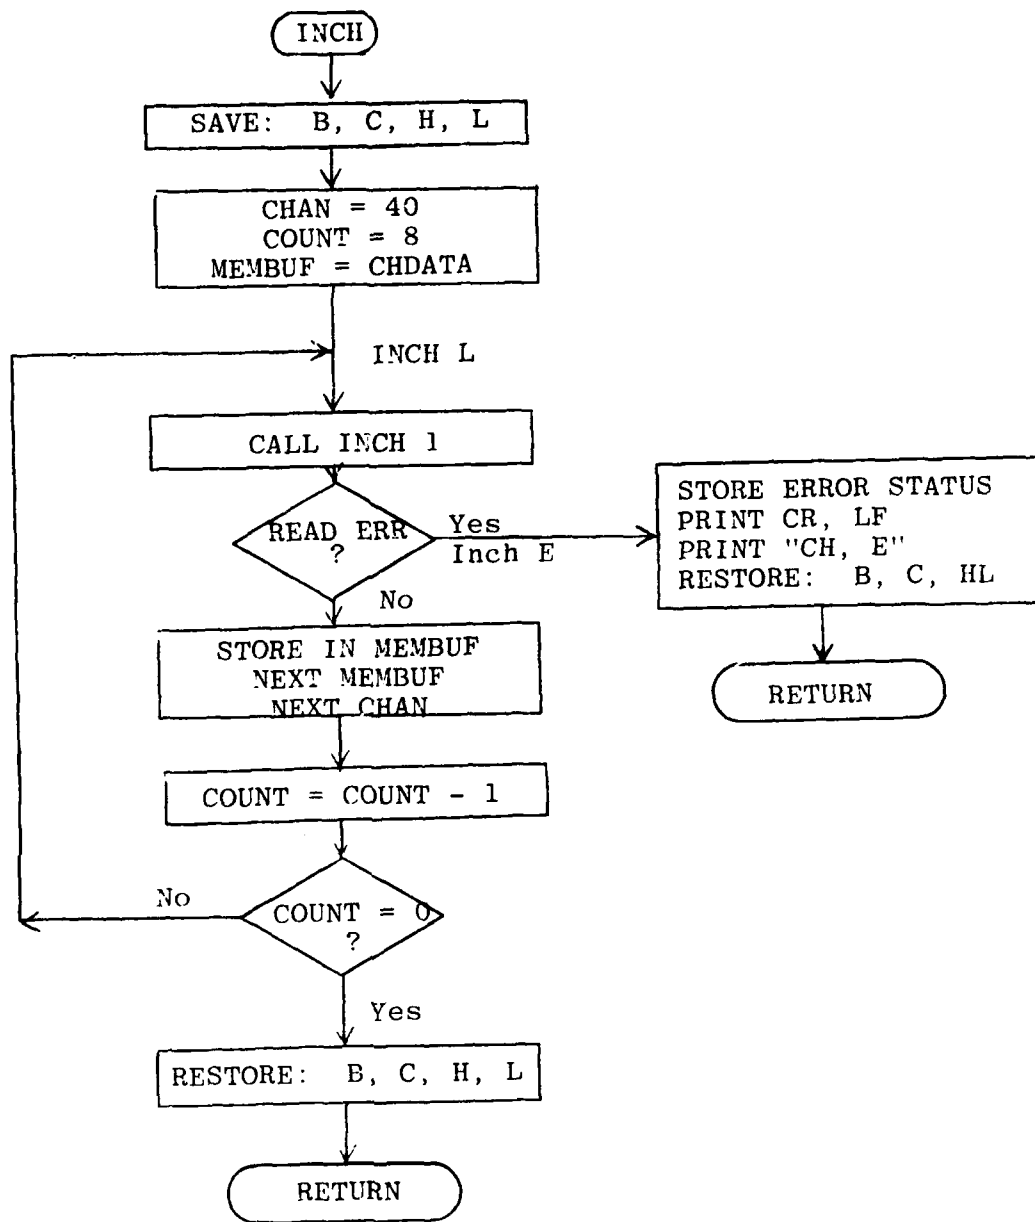 INCH
SAVE: B, C, H, L
CHAN = 40
COUNT = 8
MEMBUF = CHDATA
INCH L
CALL INCH 1
READ ERR
?
Yes
Inch E
No
STORE ERROR STATUS
PRINT CR, LF
PRINT "CH, E"
RESTORE: B, C, HL
RETURN
STORE IN MEMBUF
NEXT MEMBUF
NEXT CHAN
COUNT = COUNT - 1
COUNT = 0
?
No
Yes
RESTORE: B, C, H, L
RETURN